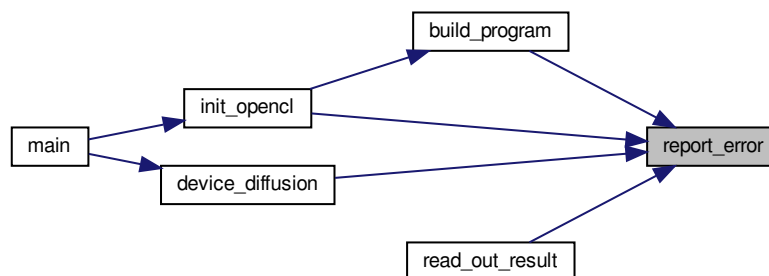 build_program
init_opencl
main
report_error
device_diffusion
read_out_result